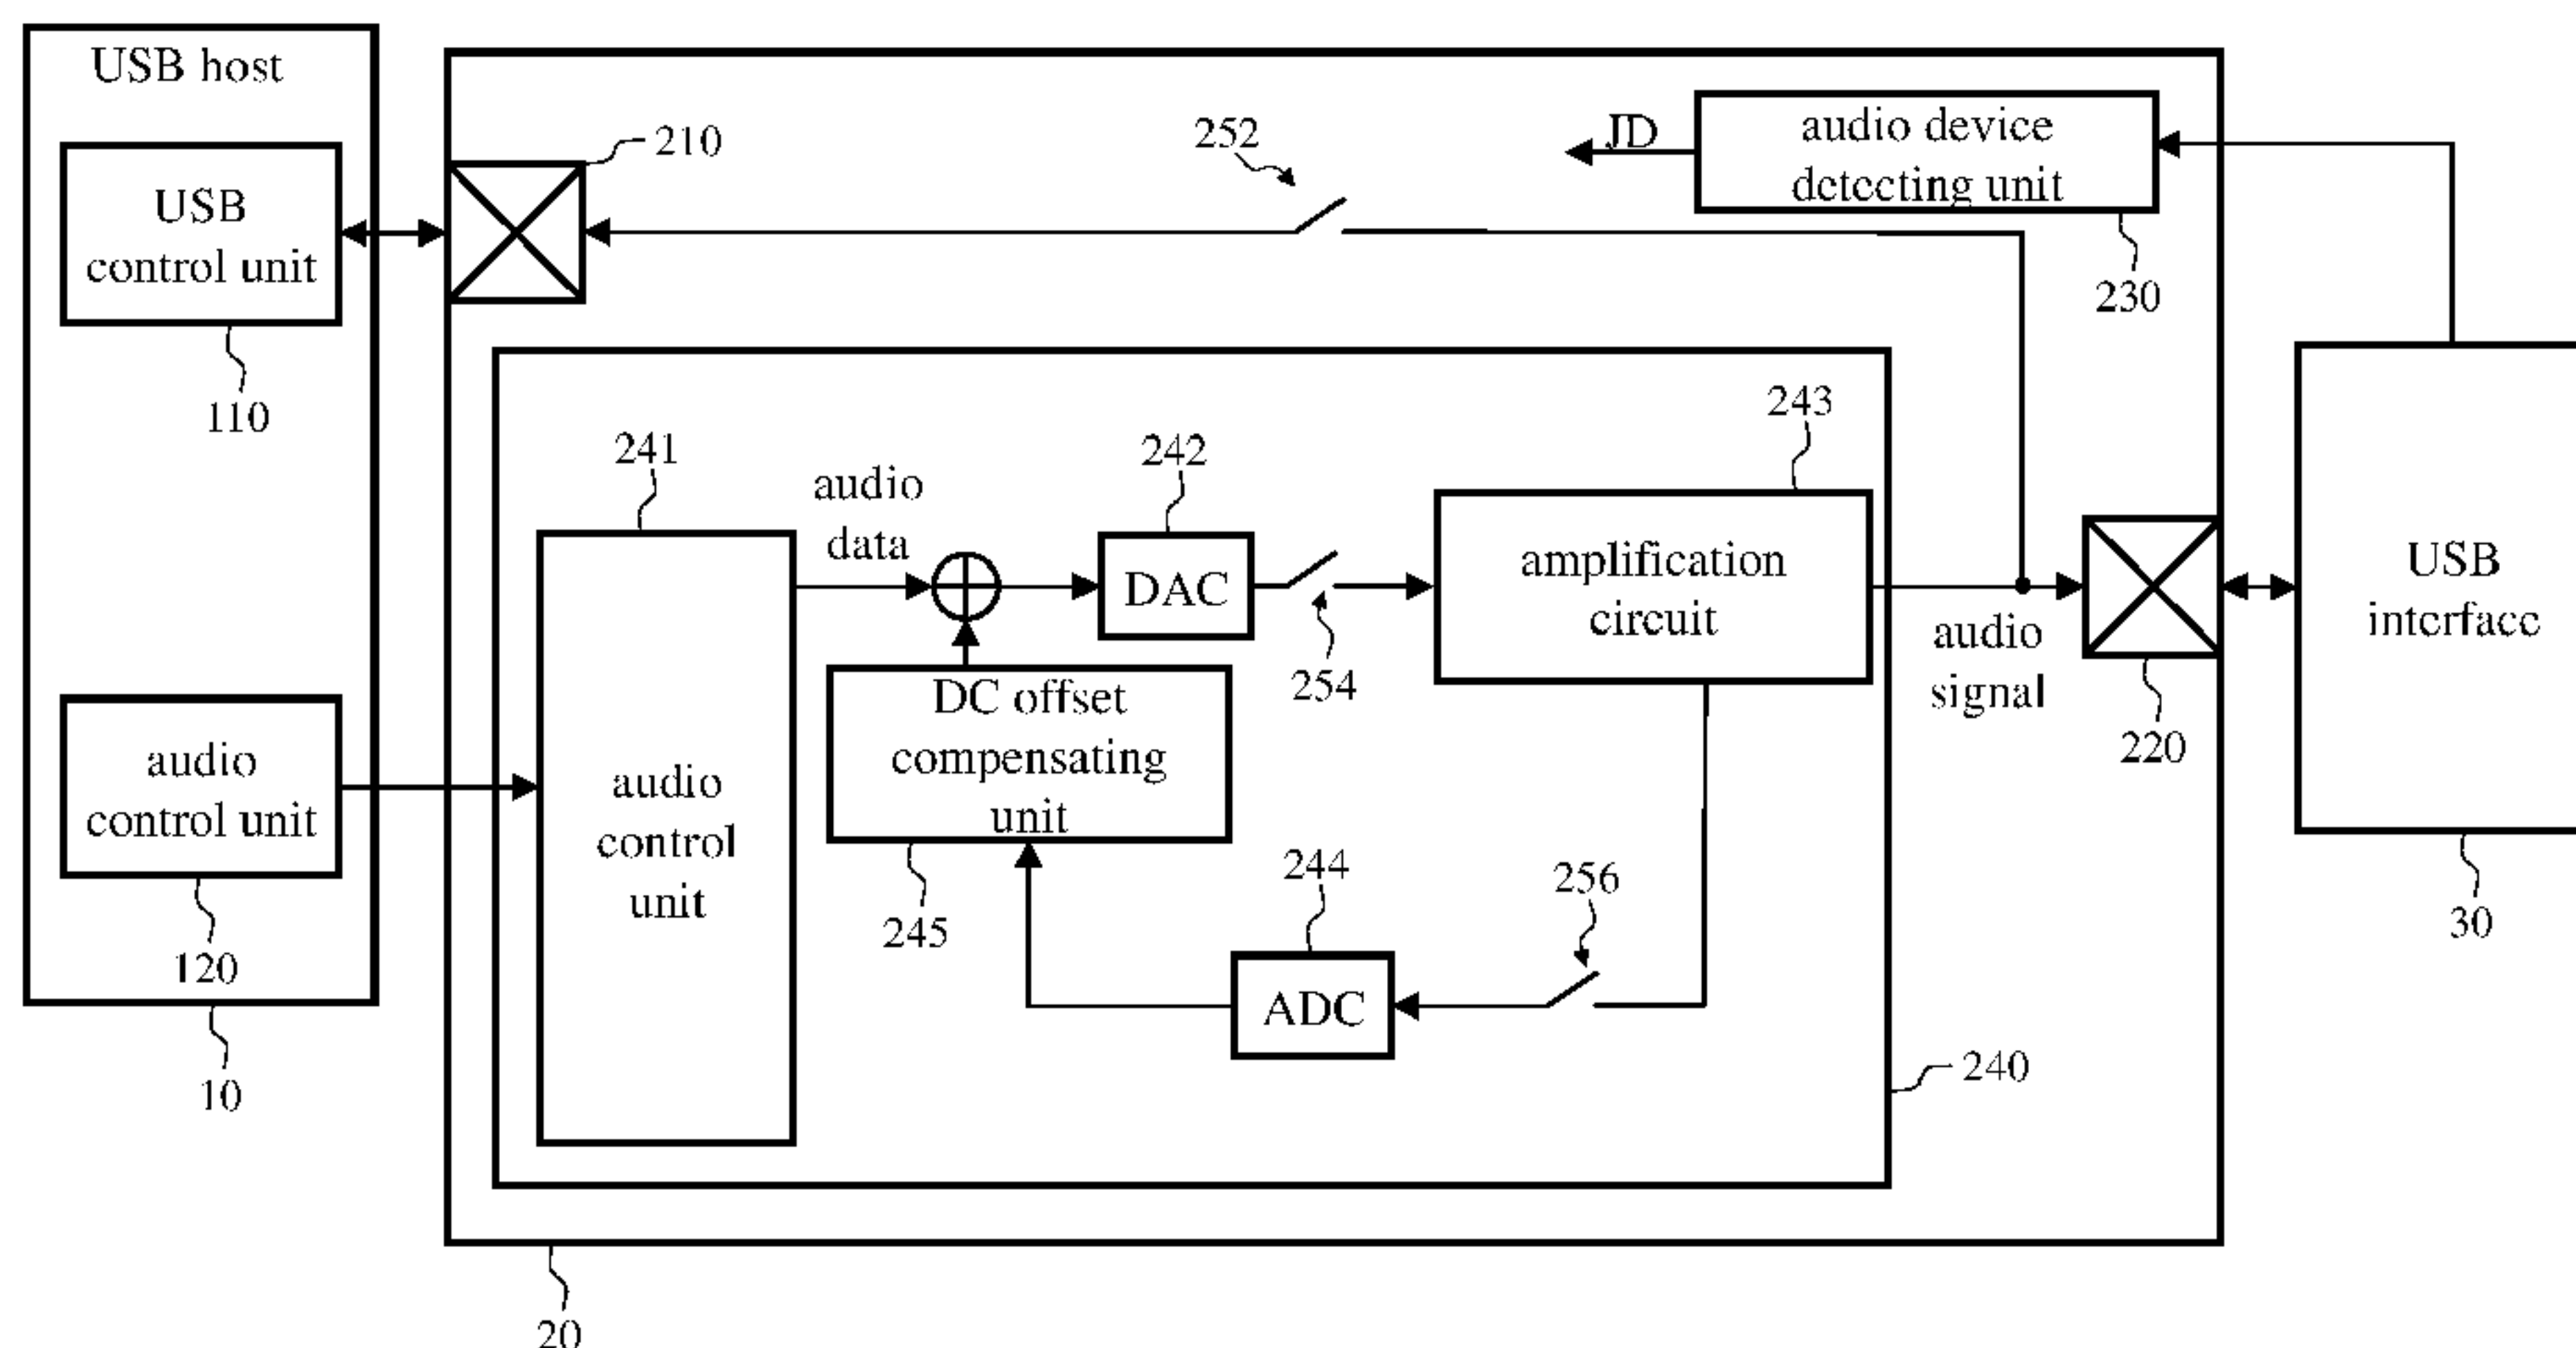 USB host
USB
control unit
110
audio
control unit
120
10
210
252
JD
audio device
detecting unit
230
240
241
audio
control
unit
audio
data
242
DAC
254
243
amplification
circuit
DC offset
compensating
unit
245
244
ADC
256
audio
signal
220
USB
interface
30
20